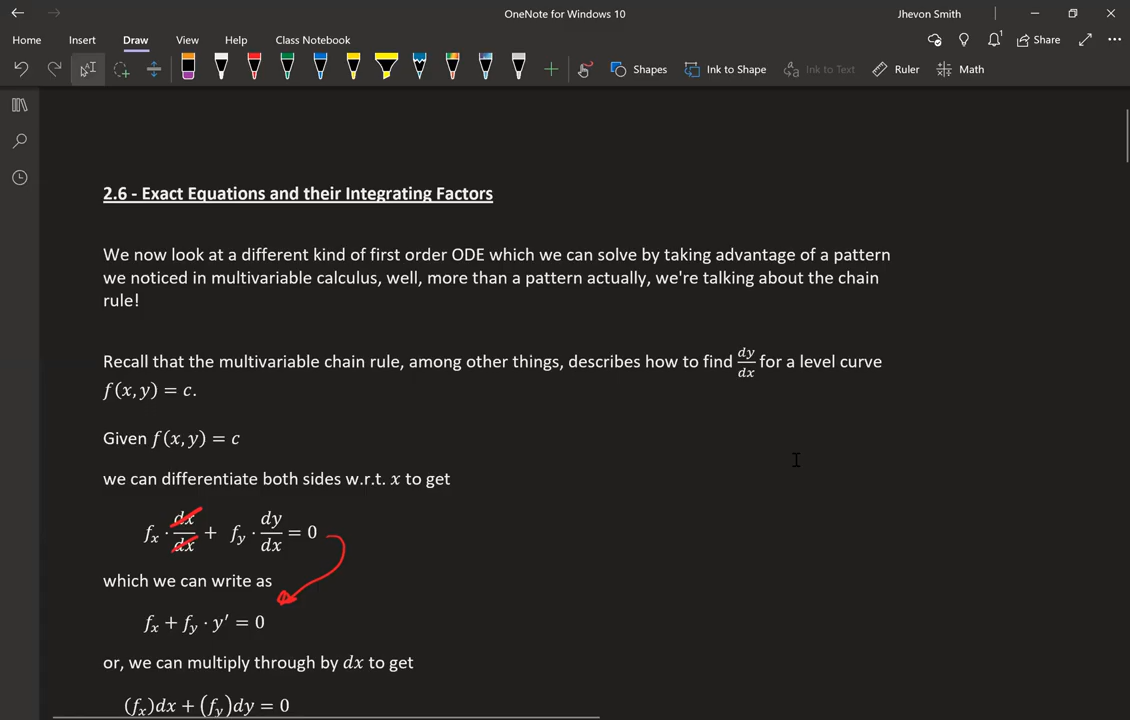 OneNote for Windows 10
Jhevon Smith
Home Insert Draw View Help Class Notebook
Share
Shapes Ink to Shape Ink to Text Ruler Math
2.6 - Exact Equations and their Integrating Factors
We now look at a different kind of first order ODE which we can solve by taking advantage of a pattern
we noticed in multivariable calculus, well, more than a pattern actually, we're talking about the chain
rule!
Recall that the multivariable chain rule, among other things, describes how to find dy/dx for a level curve
f(x, y) = c.
Given f(x, y) = c
we can differentiate both sides w.r.t. x to get
f_x · dx/dx + f_y · dy/dx = 0
which we can write as
f_x + f_y · y′ = 0
or, we can multiply through by dx to get
(f_x)dx + (f_y)dy = 0